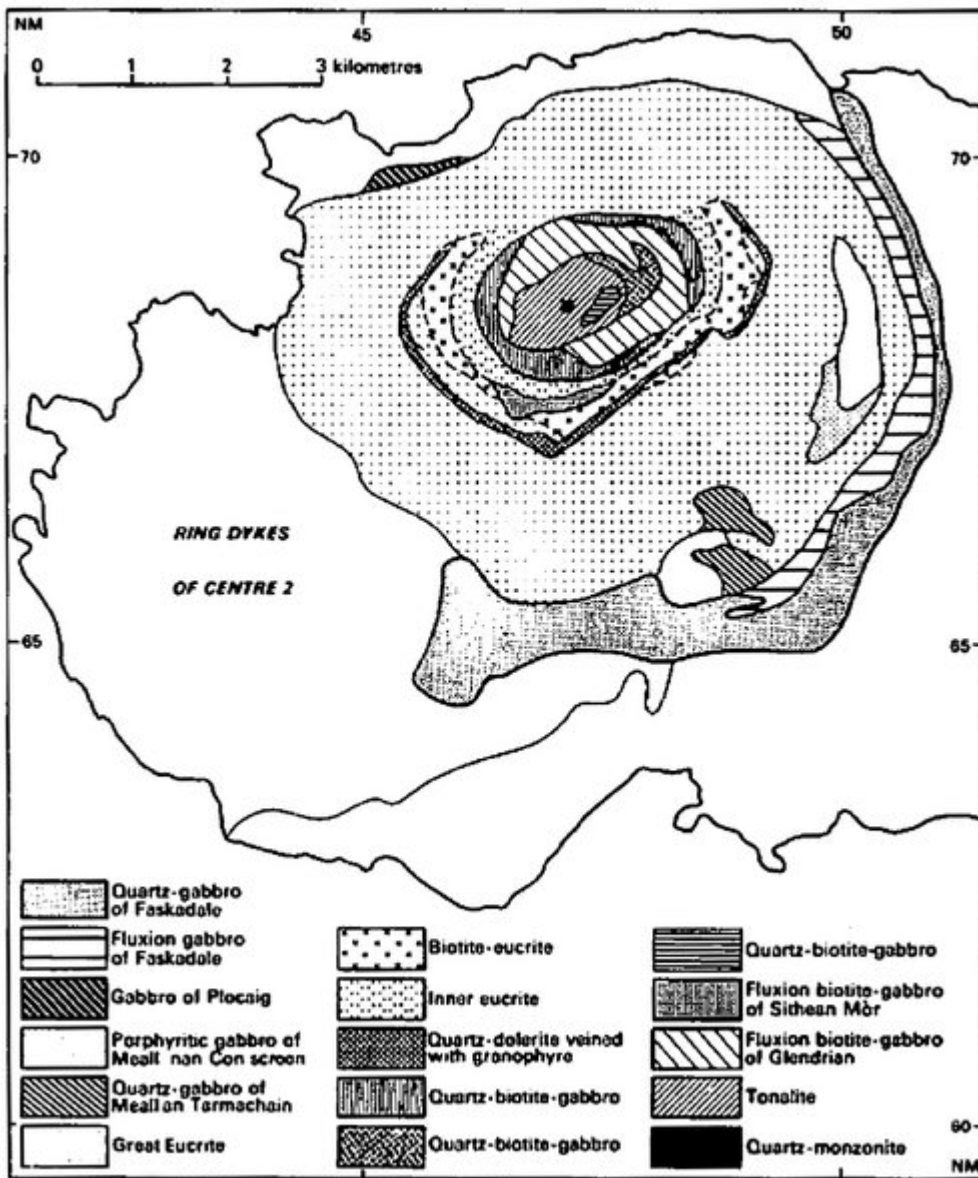 NM
45
50
0 1 2 3 kilometres
70
70
RING DYKES
OF CENTRE 2
65
65
Quartz-gabbro
of Faskadale
Fluxion gabbro
of Faskadale
Gabbro of Plocaig
Porphyritic gabbro of
Meall nan Con screen
Quartz-gabbro of
Meall an Tarmachain
Great Eucrite
Biotite-eucrite
Inner eucrite
Quartz-dolerite veined
with granophyre
Quartz-biotite-gabbro
Quartz-biotite-gabbro
Quartz-biotite-gabbro
Fluxion biotite-gabbro
of Sithean Mòr
Fluxion biotite-gabbro
of Glendrian
Tonalite
Quartz-monzonite
60
NM